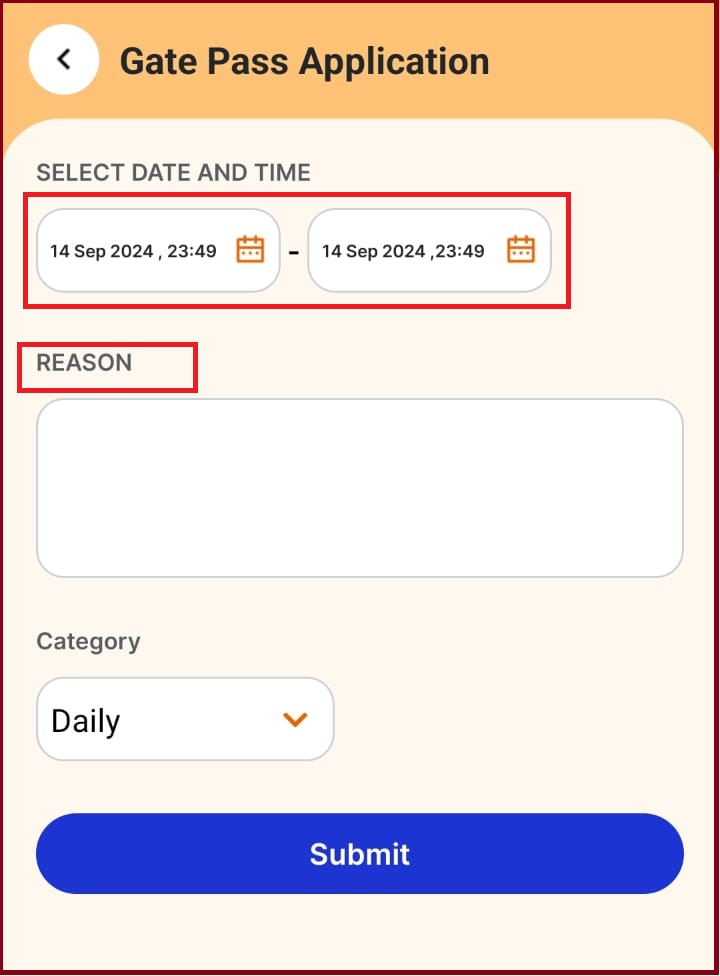 Gate Pass Application
SELECT DATE AND TIME
14 Sep 2024 , 23:49 - 14 Sep 2024 ,23:49
REASON
Category
Daily
Submit